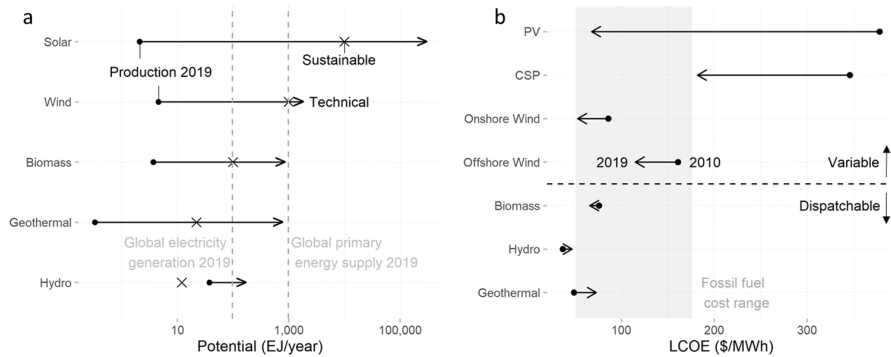 a
Solar
Wind
Biomass
Geothermal
Hydro
Production 2019
Sustainable
Technical
Global electricity
generation 2019
Global primary
energy supply 2019
10
1,000
100,000
Potential (EJ/year)
b
PV
CSP
Onshore Wind
Offshore Wind
Biomass
Hydro
Geothermal
2019
2010
Variable
Dispatchable
Fossil fuel
cost range
100
200
300
LCOE ($/MWh)